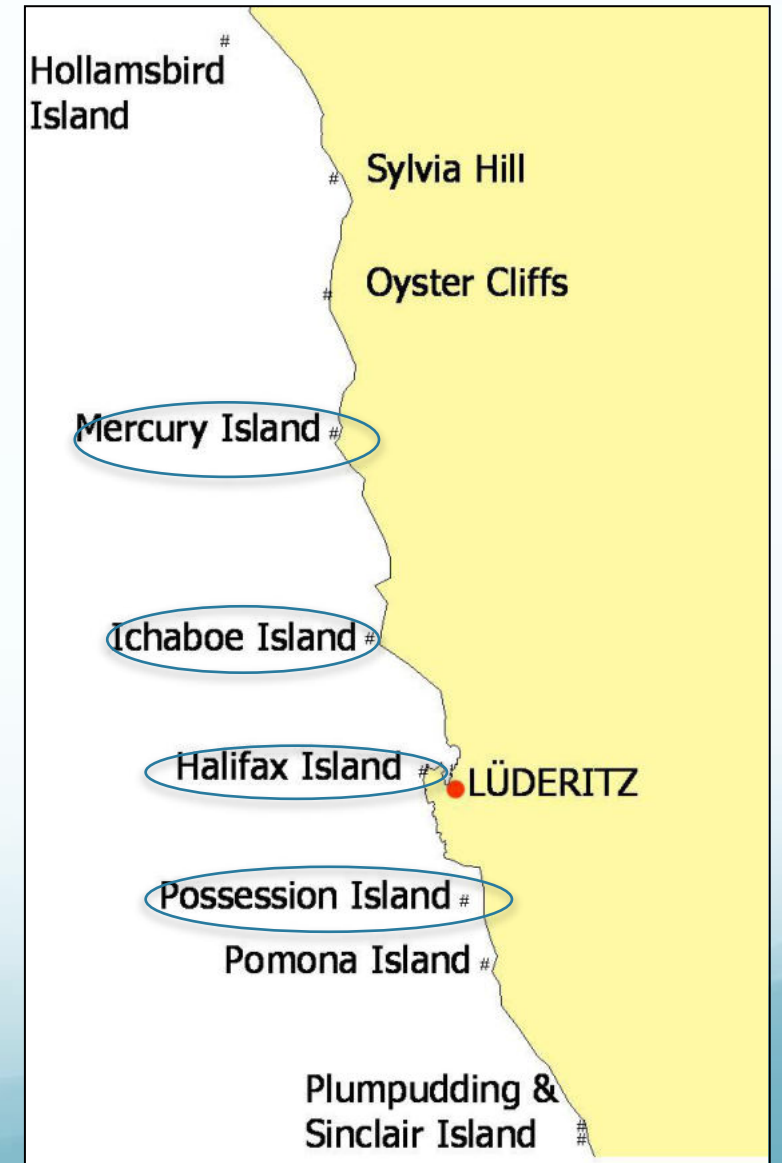 Hollamsbird
Island
Sylvia Hill
Oyster Cliffs
Mercury Island
Ichaboe Island
Halifax Island
LÜDERITZ
Possession Island
Pomona Island
Plumpudding &
Sinclair Island